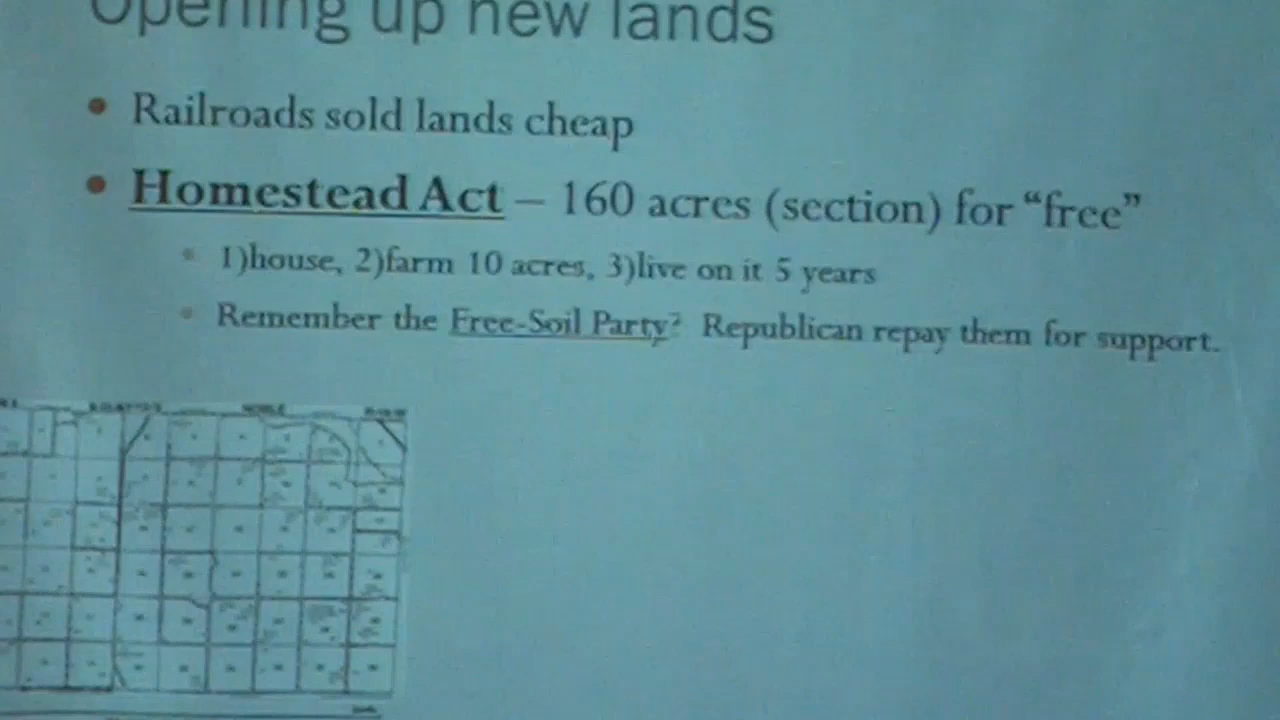 Opening up new lands
Railroads sold lands cheap
Homestead Act – 160 acres (section) for “free”
1)house, 2)farm 10 acres, 3)live on it 5 years
Remember the Free-Soil Party? Republican repay them for support.